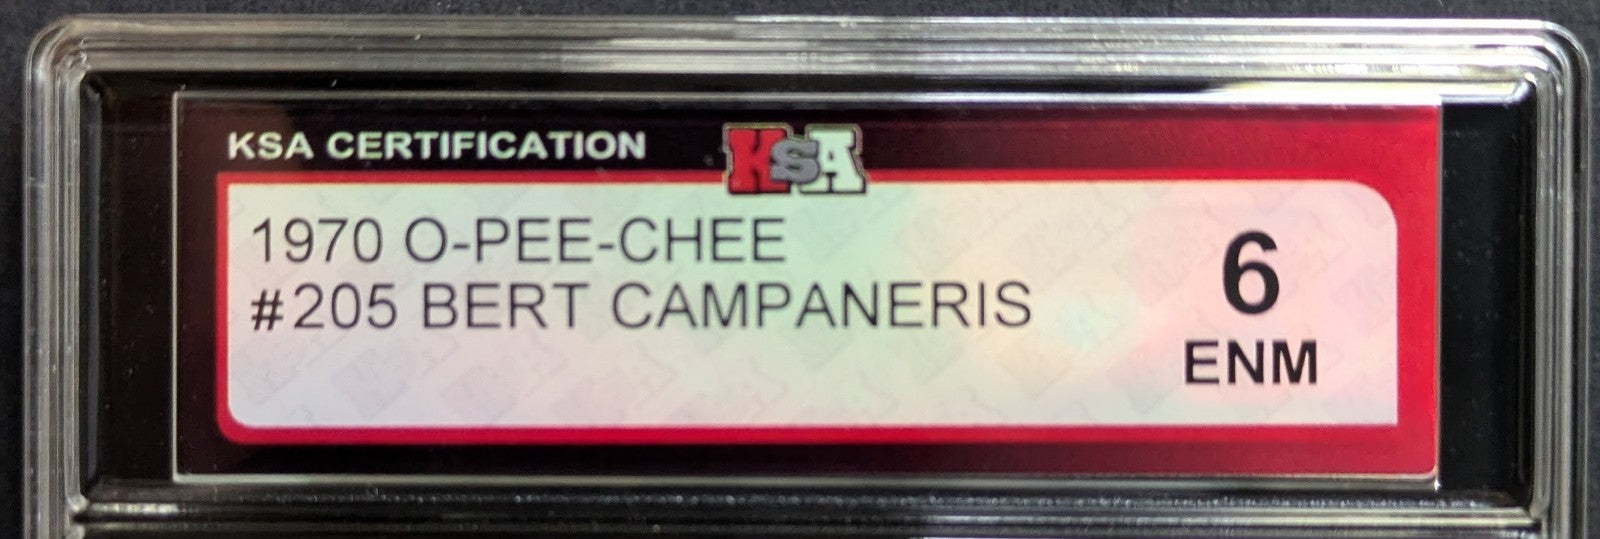 KSA CERTIFICATION KSA
1970 O-PEE-CHEE
#205 BERT CAMPANERIS
6
ENM